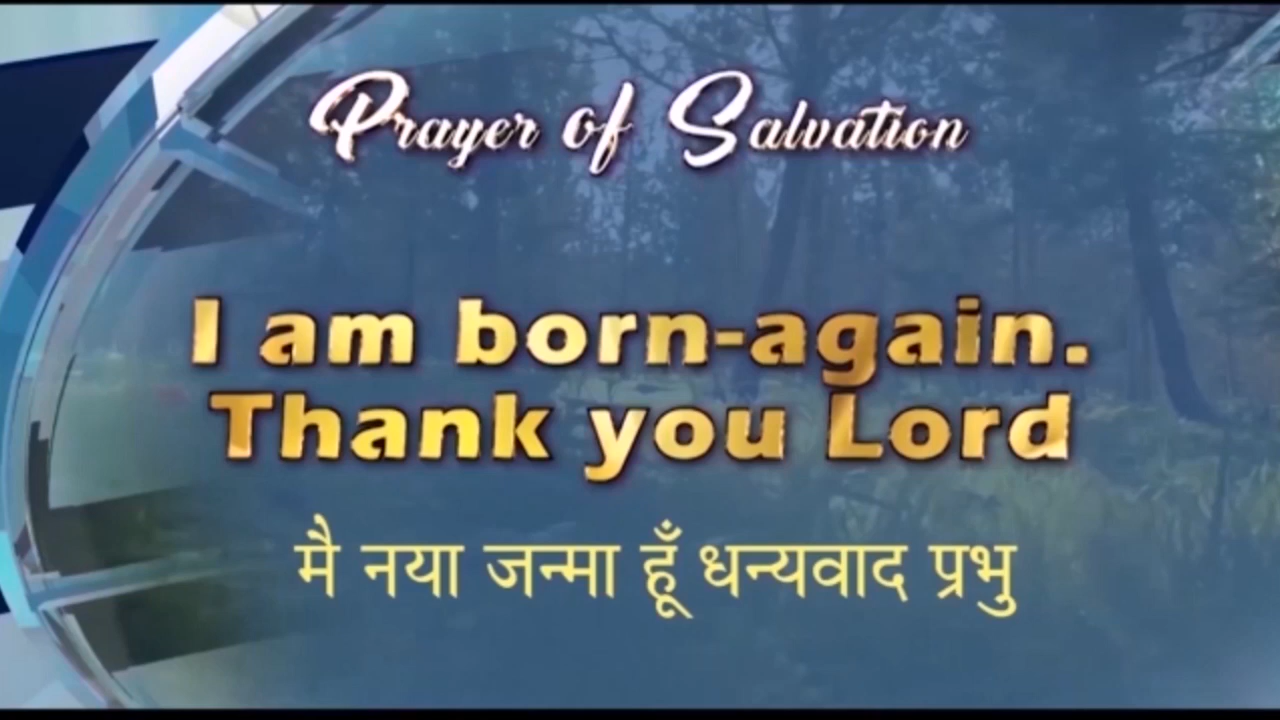 Prayer of Salvation
I am born-again.
Thank you Lord
मै नया जन्मा हूँ धन्यवाद प्रभु